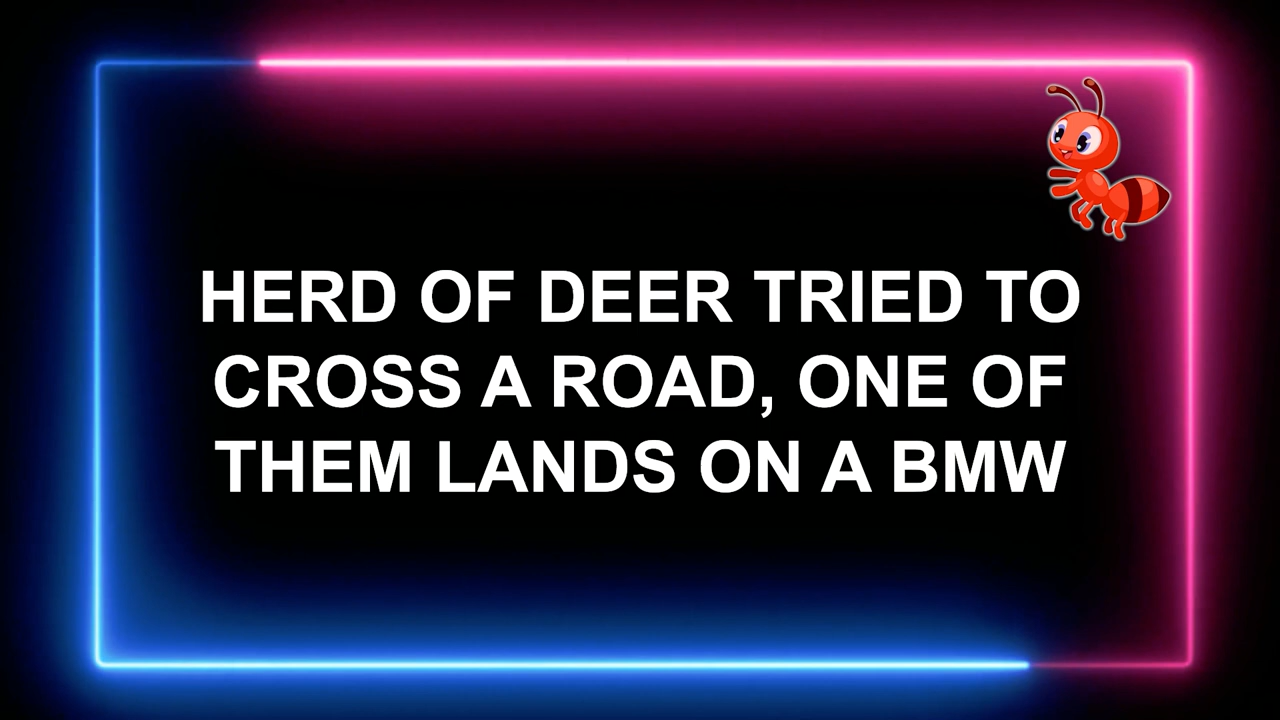 HERD OF DEER TRIED TO
CROSS A ROAD, ONE OF
THEM LANDS ON A BMW